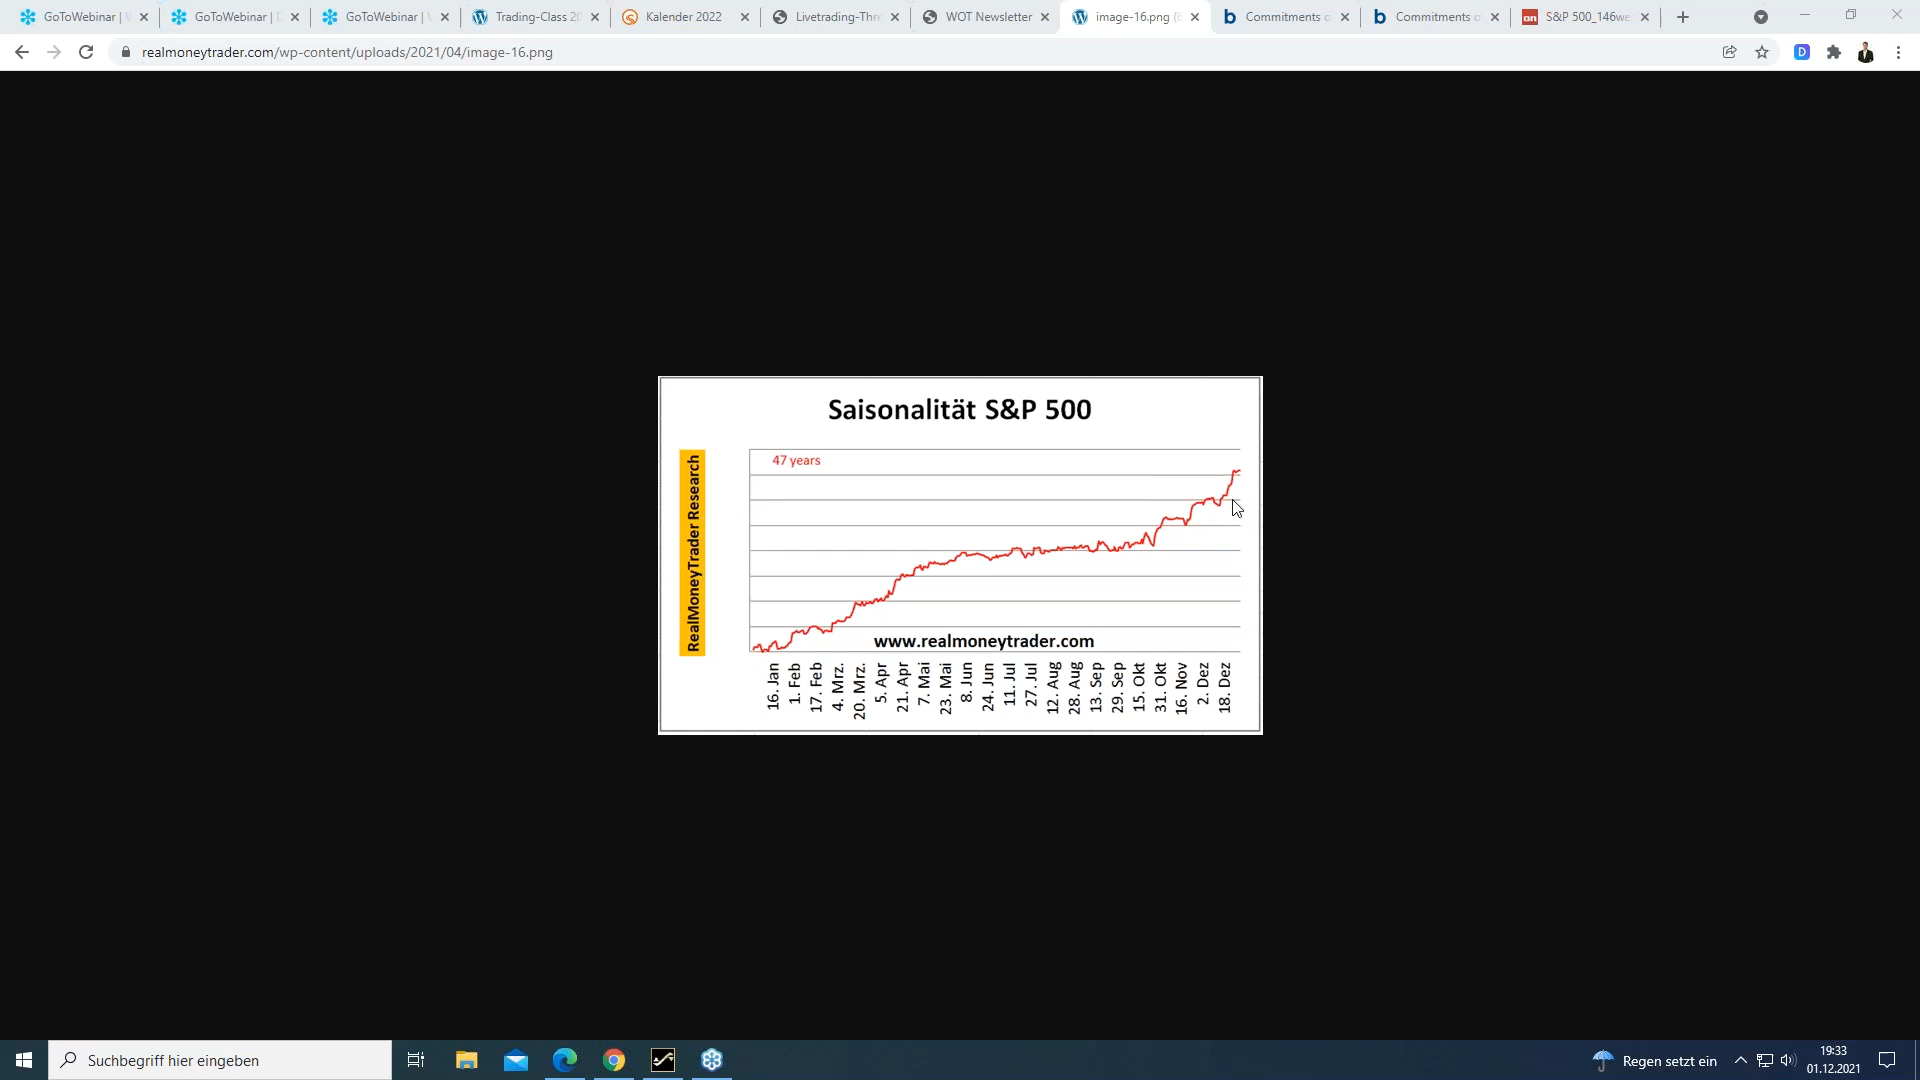 GoToWebinar |
GoToWebinar |
GoToWebinar |
Trading-Class 20
Kalender 2022
Livetrading-Thre
WOT Newsletter
image-16.png (6
Commitments o
Commitments o
S&P 500_146we
realmoneytrader.com/wp-content/uploads/2021/04/image-16.png
Saisonalität S&P 500
RealMoneyTrader Research
47 years
www.realmoneytrader.com
16. Jan
1. Feb
17. Feb
4. Mrz.
20. Mrz.
5. Apr
21. Apr
7. Mai
23. Mai
8. Jun
24. Jun
11. Jul
27. Jul
12. Aug
28. Aug
13. Sep
29. Sep
15. Okt
31. Okt
16. Nov
2. Dez
18. Dez
Suchbegriff hier eingeben
Regen setzt ein
19:33
01.12.2021